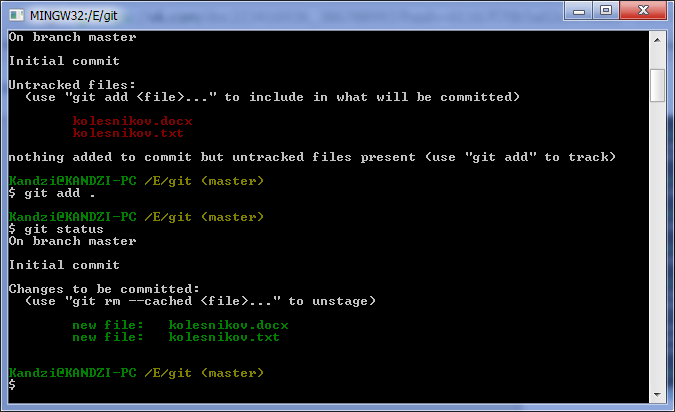 MINGW32:/E/git
On branch master
Initial commit
Untracked files:
(use "git add <file>..." to include in what will be committed)
kolesnikov.docx
kolesnikov.txt
nothing added to commit but untracked files present (use "git add" to track)
Kandzi@KANDZI-PC /E/git (master)
$ git add .
Kandzi@KANDZI-PC /E/git (master)
$ git status
On branch master
Initial commit
Changes to be committed:
(use "git rm --cached <file>..." to unstage)
new file:   kolesnikov.docx
new file:   kolesnikov.txt
Kandzi@KANDZI-PC /E/git (master)
$